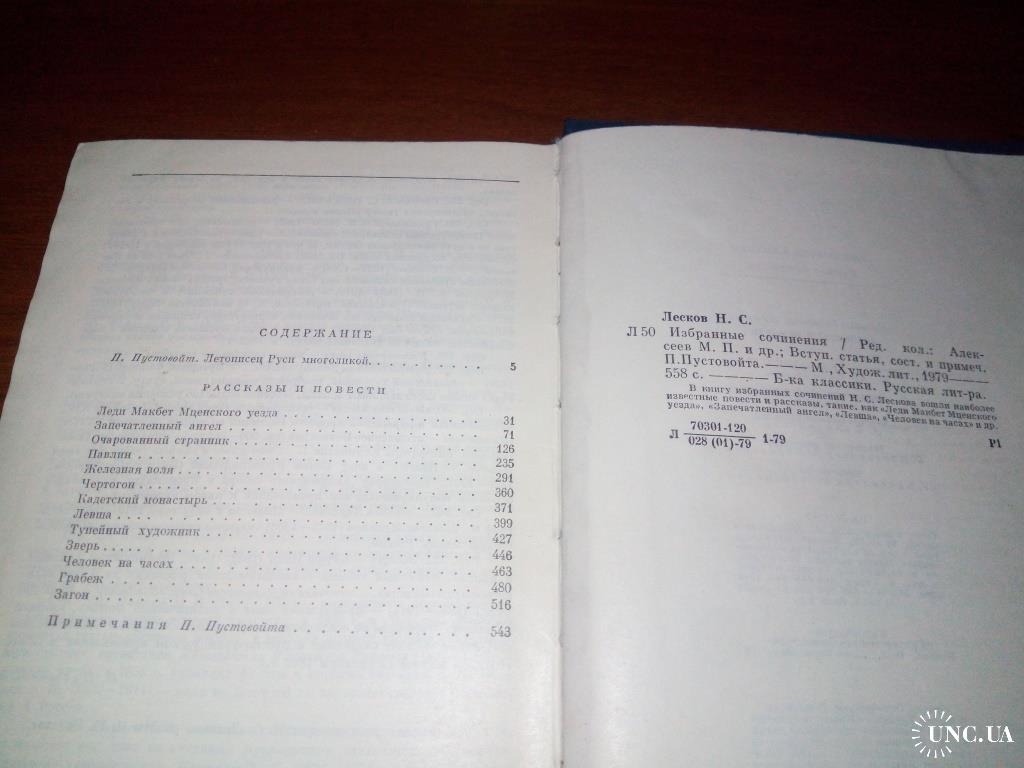 СОДЕРЖАНИЕ
П. Пустовойт. Летописец Руси многоликой. . . . . . . . . . 5
РАССКАЗЫ И ПОВЕСТИ
Леди Макбет Мценского уезда . . . . . . . . . . . . . . . 31
Запечатленный ангел . . . . . . . . . . . . . . . . . . 71
Очарованный странник . . . . . . . . . . . . . . . . . . 126
Павлин . . . . . . . . . . . . . . . . . . . . . . . . 235
Железная воля . . . . . . . . . . . . . . . . . . . . . 291
Чертогон . . . . . . . . . . . . . . . . . . . . . . . 360
Кадетский монастырь . . . . . . . . . . . . . . . . . . 371
Левша . . . . . . . . . . . . . . . . . . . . . . . . 399
Тупейный художник . . . . . . . . . . . . . . . . . . . 427
Зверь . . . . . . . . . . . . . . . . . . . . . . . . 446
Человек на часах . . . . . . . . . . . . . . . . . . . 463
Грабеж . . . . . . . . . . . . . . . . . . . . . . . . 480
Загон . . . . . . . . . . . . . . . . . . . . . . . . 516
Примечания П. Пустовойта . . . . . . . . . . . . . . 543
Лесков Н. С.
Л 50 Избранные сочинения / Ред. кол.: Алек-
сеев М. П. и др.; Вступ. статья, сост. и примеч.
П. Пустовойта.— М., Худож. лит., 1979—
558 с. — Б-ка классики. Русская лит-ра.
В книгу избранных сочинений Н. С. Лескова вошли наиболее
известные повести и рассказы, такие, как «Леди Макбет Мценского
уезда», «Запечатленный ангел», «Левша», «Человек на часах» и др.
Л 70301-120 / 028 (01)-79 1-79
Р1
UNC.UA